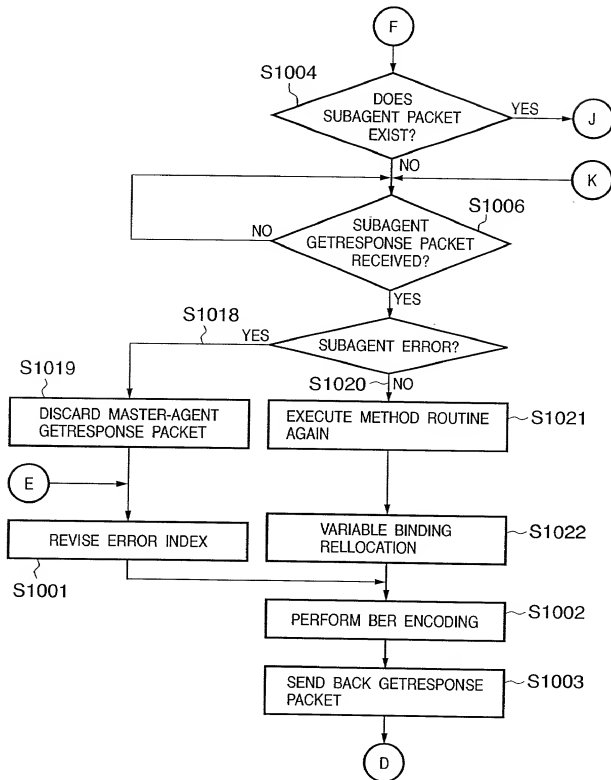 F
S1004
DOES
SUBAGENT PACKET
EXIST?
YES
J
NO
K
S1006
NO
SUBAGENT
GETRESPONSE PACKET
RECEIVED?
YES
S1018
YES
SUBAGENT ERROR?
S1020
NO
S1019
DISCARD MASTER-AGENT
GETRESPONSE PACKET
EXECUTE METHOD ROUTINE
AGAIN
S1021
E
REVISE ERROR INDEX
S1001
VARIABLE BINDING
RELLOCATION
S1022
PERFORM BER ENCODING
S1002
SEND BACK GETRESPONSE
PACKET
S1003
D